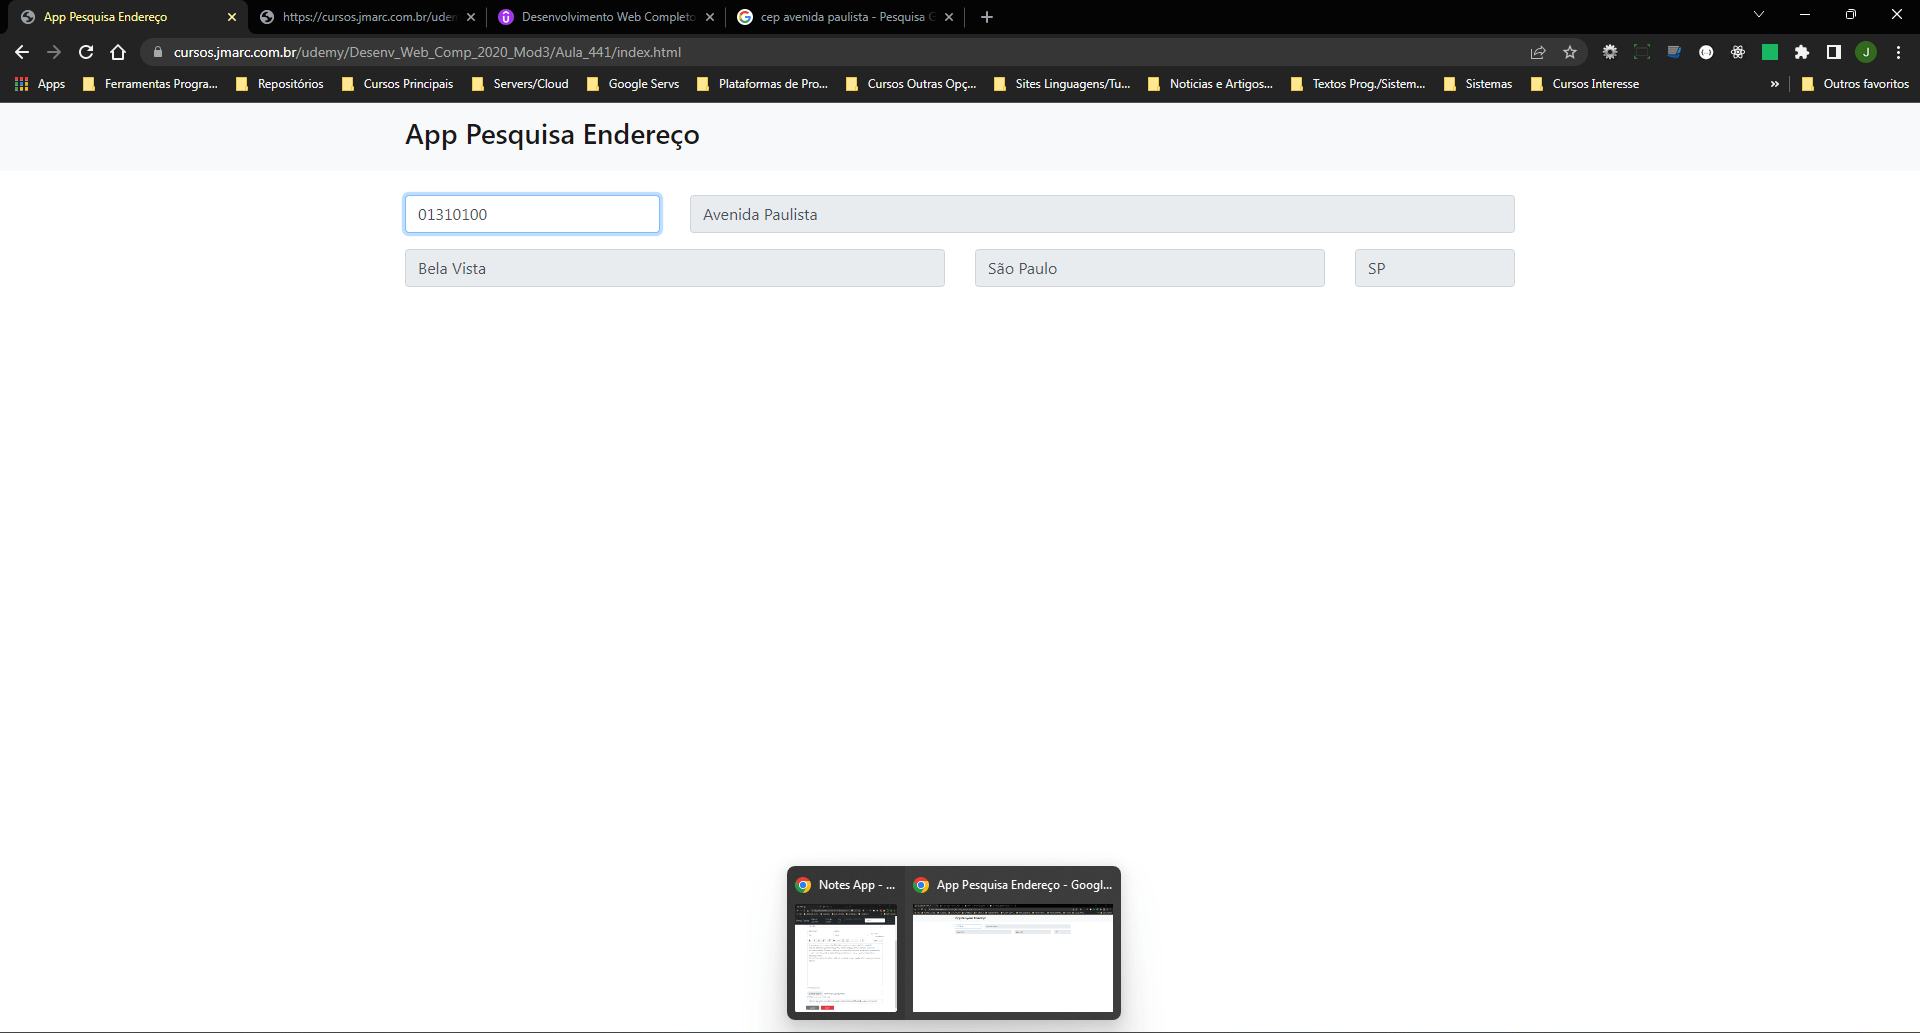 App Pesquisa Endereço
https://cursos.jmarc.com.br/uden
Desenvolvimento Web Completo
cep avenida paulista - Pesquisa G
cursos.jmarc.com.br/udemy/Desenv_Web_Comp_2020_Mod3/Aula_441/index.html
J
Apps
Ferramentas Progra...
Repositórios
Cursos Principais
Servers/Cloud
Google Servs
Plataformas de Pro...
Cursos Outras Opç...
Sites Linguagens/Tu...
Noticias e Artigos...
Textos Prog./Sistem...
Sistemas
Cursos Interesse
»
Outros favoritos
App Pesquisa Endereço
01310100
Avenida Paulista
Bela Vista
São Paulo
SP
Notes App - ...
App Pesquisa Endereço - Googl...